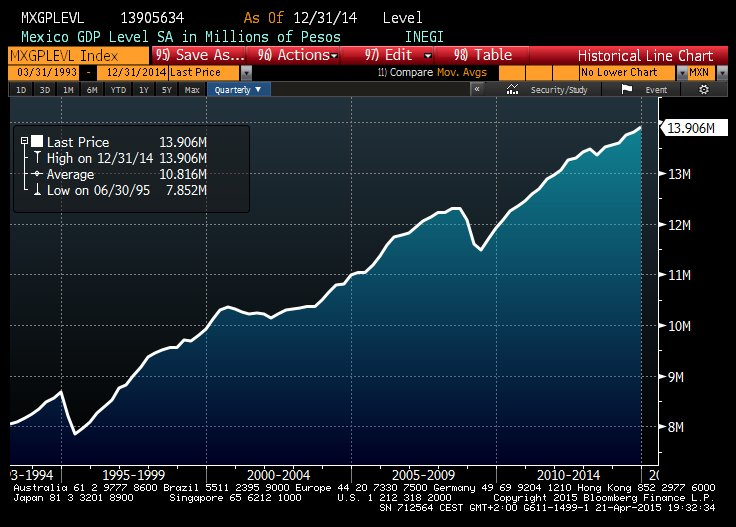 MXGPLEVL 13905634 As Of 12/31/14 Level
Mexico GDP Level SA in Millions of Pesos INEGI
MXGPLEVL Index 95) Save As... 96) Actions 97) Edit 98) Table Historical Line Chart
03/31/1993 - 12/31/2014 Last Price 11) Compare Mov. Avgs No Lower Chart MXN
1D 3D 1M 6M YTD 1Y 5Y Max Quarterly ▼ « Security/Study Event
Last Price 13.906M
High on 12/31/14 13.906M
Average 10.816M
Low on 06/30/95 7.852M
13.906M
13M
12M
11M
10M
9M
8M
93-1994 1995-1999 2000-2004 2005-2009 2010-2014 20
Australia 61 2 9777 8600 Brazil 5511 2395 9000 Europe 44 20 7330 7500 Germany 49 69 9204 1210 Hong Kong 852 2977 6000
Japan 81 3 3201 8900 Singapore 65 6212 1000 U.S. 1 212 318 2000 Copyright 2015 Bloomberg Finance L.P.
SN 712564 CEST GMT+2:00 G611-1499-1 21-Apr-2015 19:32:34